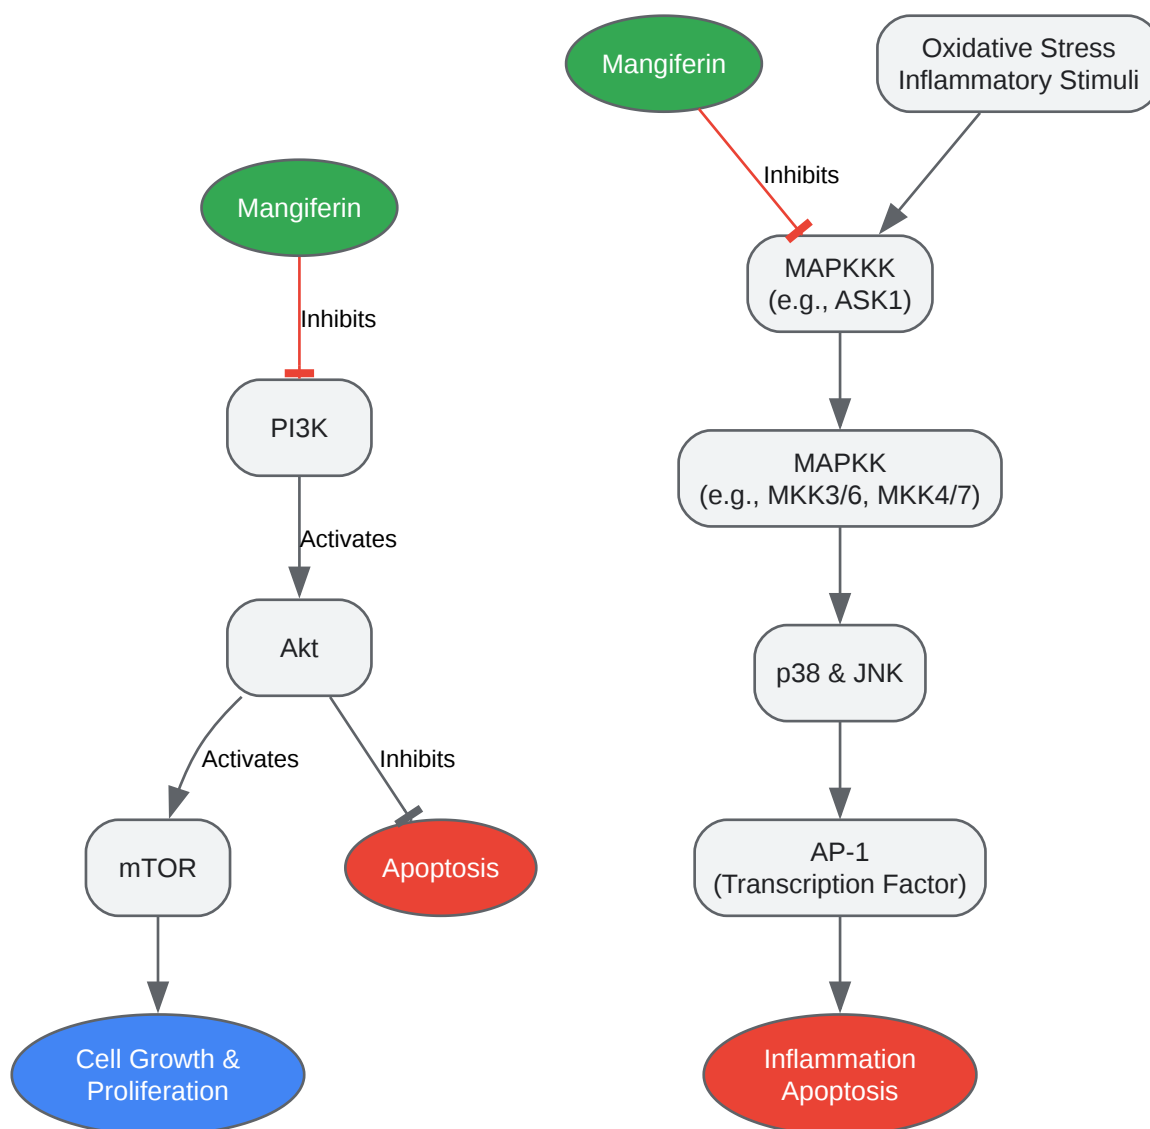 Mangiferin
Inhibits
PI3K
Activates
Akt
Activates
Inhibits
mTOR
Apoptosis
Cell Growth &
Proliferation
Mangiferin
Oxidative Stress
Inflammatory Stimuli
Inhibits
MAPKKK
(e.g., ASK1)
MAPKK
(e.g., MKK3/6, MKK4/7)
p38 & JNK
AP-1
(Transcription Factor)
Inflammation
Apoptosis